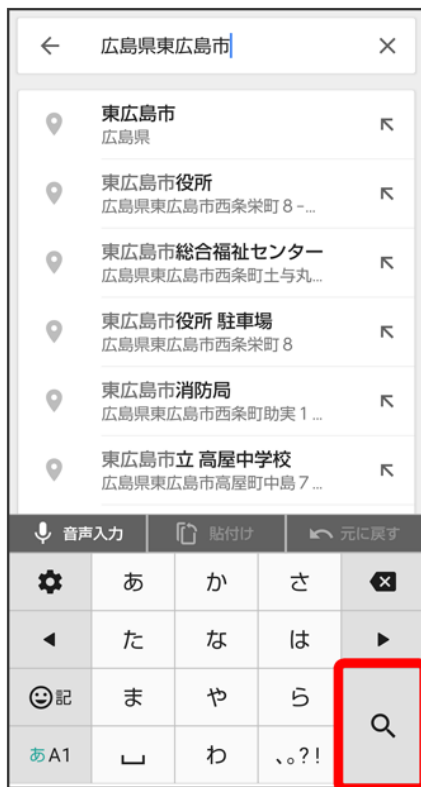 広島県東広島市
東広島市
広島県
東広島市役所
広島県東広島市西条栄町8-...
東広島市総合福祉センター
広島県東広島市西条町土与丸...
東広島市役所 駐車場
広島県東広島市西条栄町8
東広島市消防局
広島県東広島市西条町助実1...
東広島市立 高屋中学校
広島県東広島市高屋町中島7...
音声入力 貼付け 元に戻す
あ か さ
た な は
記 ま や ら
あA1 わ 、。?!